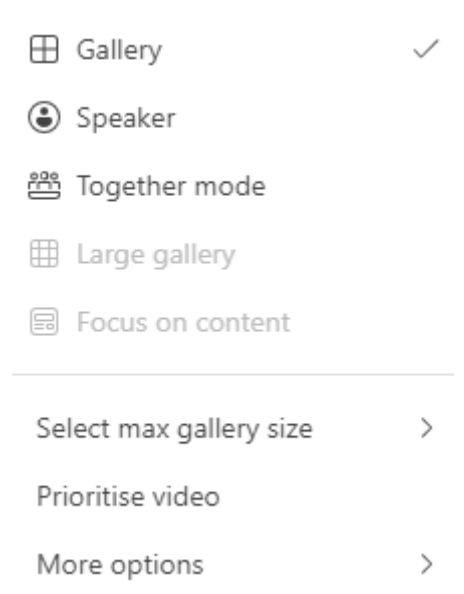 Gallery
Speaker
Together mode
Large gallery
Focus on content
Select max gallery size
Prioritise video
More options